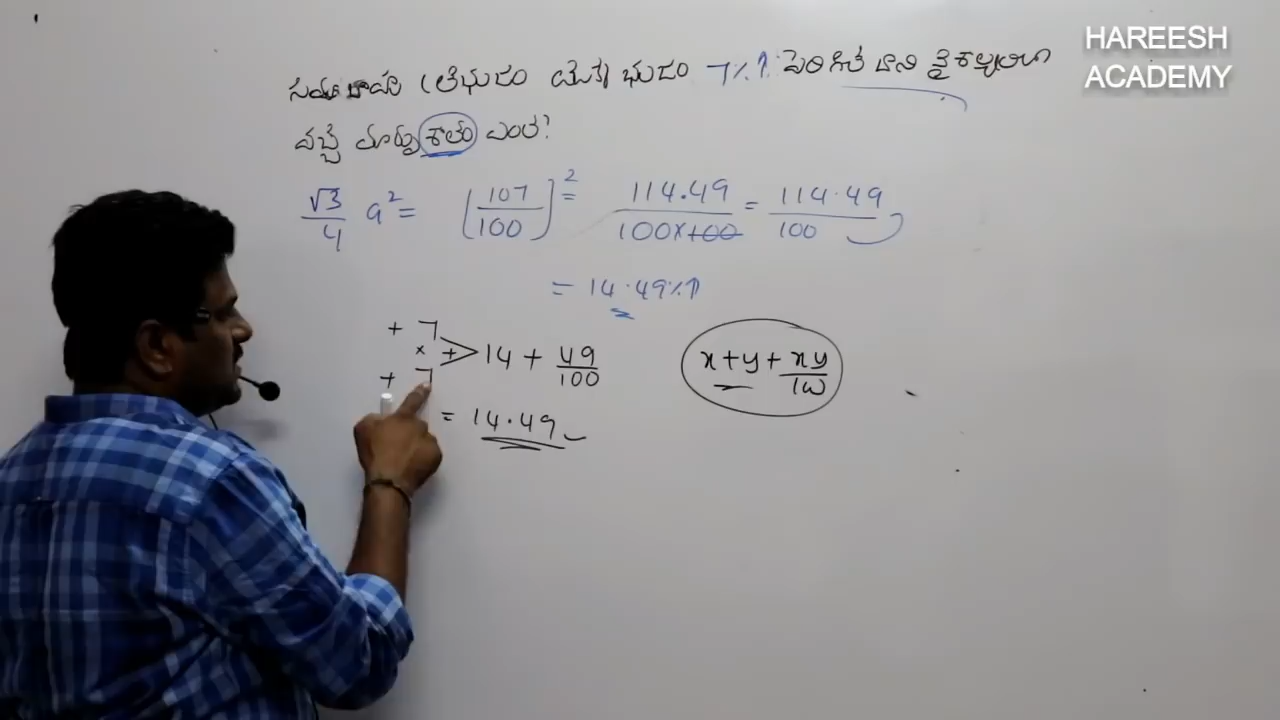 HAREESH
ACADEMY
సమబాహు త్రిభుజం యొక్క భుజం 7%↑ పెరిగితే దాని వైశాల్యంలో
వచ్చే మార్పు శాతం ఎంత?
√3/4 a² = (107/100)² = 114.49/100×100 = 114.49/100
= 14.49%↑
+ 7
× + > 14 + 49/100
+ 7
= 14.49
x+y+xy/100